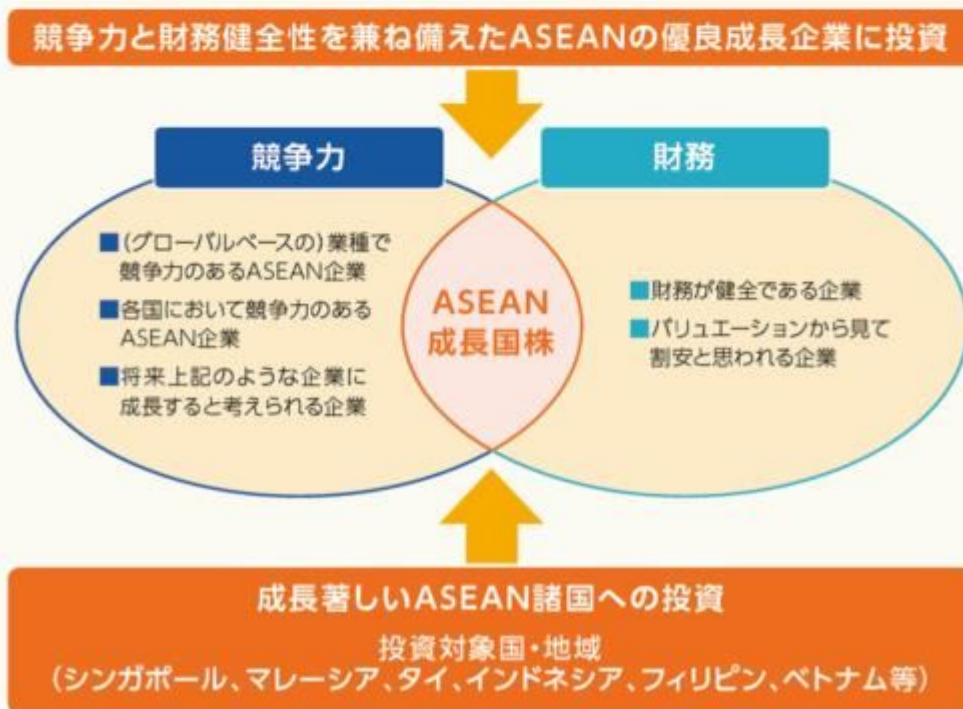 競争力と財務健全性を兼ね備えたASEANの優良成長企業に投資
競争力
■(グローバルベースの)業種で
競争力のあるASEAN企業
■各国において競争力のある
ASEAN企業
■将来上記のような企業に
成長すると考えられる企業
ASEAN
成長国株
財務
■財務が健全である企業
■バリュエーションから見て
割安と思われる企業
成長著しいASEAN諸国への投資
投資対象国・地域
(シンガポール、マレーシア、タイ、インドネシア、フィリピン、ベトナム等)